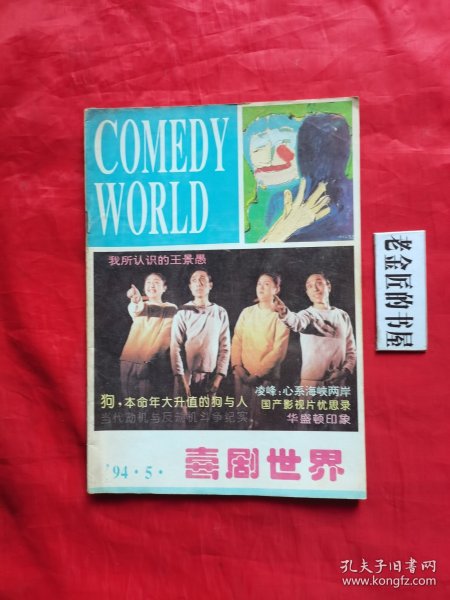 COMEDY
WORLD
我所认识的王景愚
凌峰：心系海峡两岸
狗，本命年大升值的狗与人
国产影视片忧思录
当代动机与反动机斗争纪实
华盛顿印象
'94·5·
喜剧世界
老金匠的书屋
孔夫子旧书网
www.kongfz.com